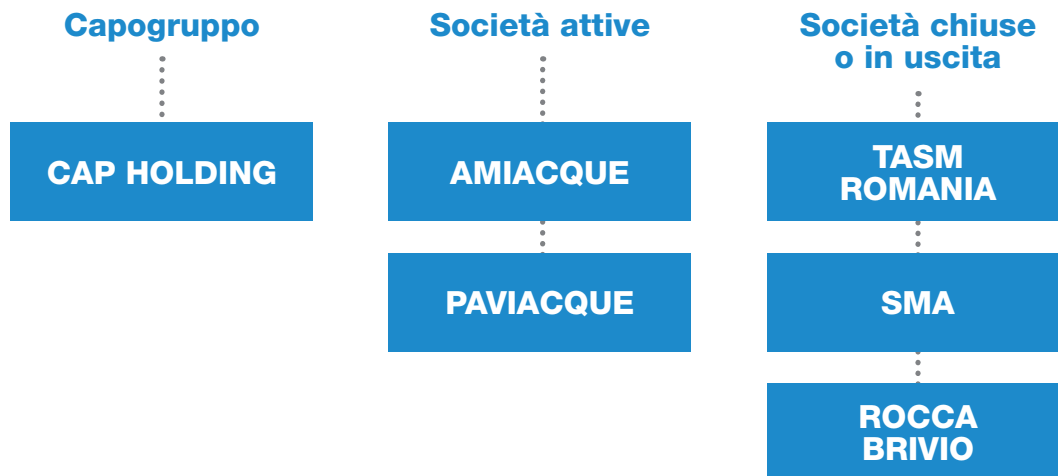 Capogruppo
CAP HOLDING
Società attive
AMIACQUE
PAVIACQUE
Società chiuse
o in uscita
TASM
ROMANIA
SMA
ROCCA
BRIVIO